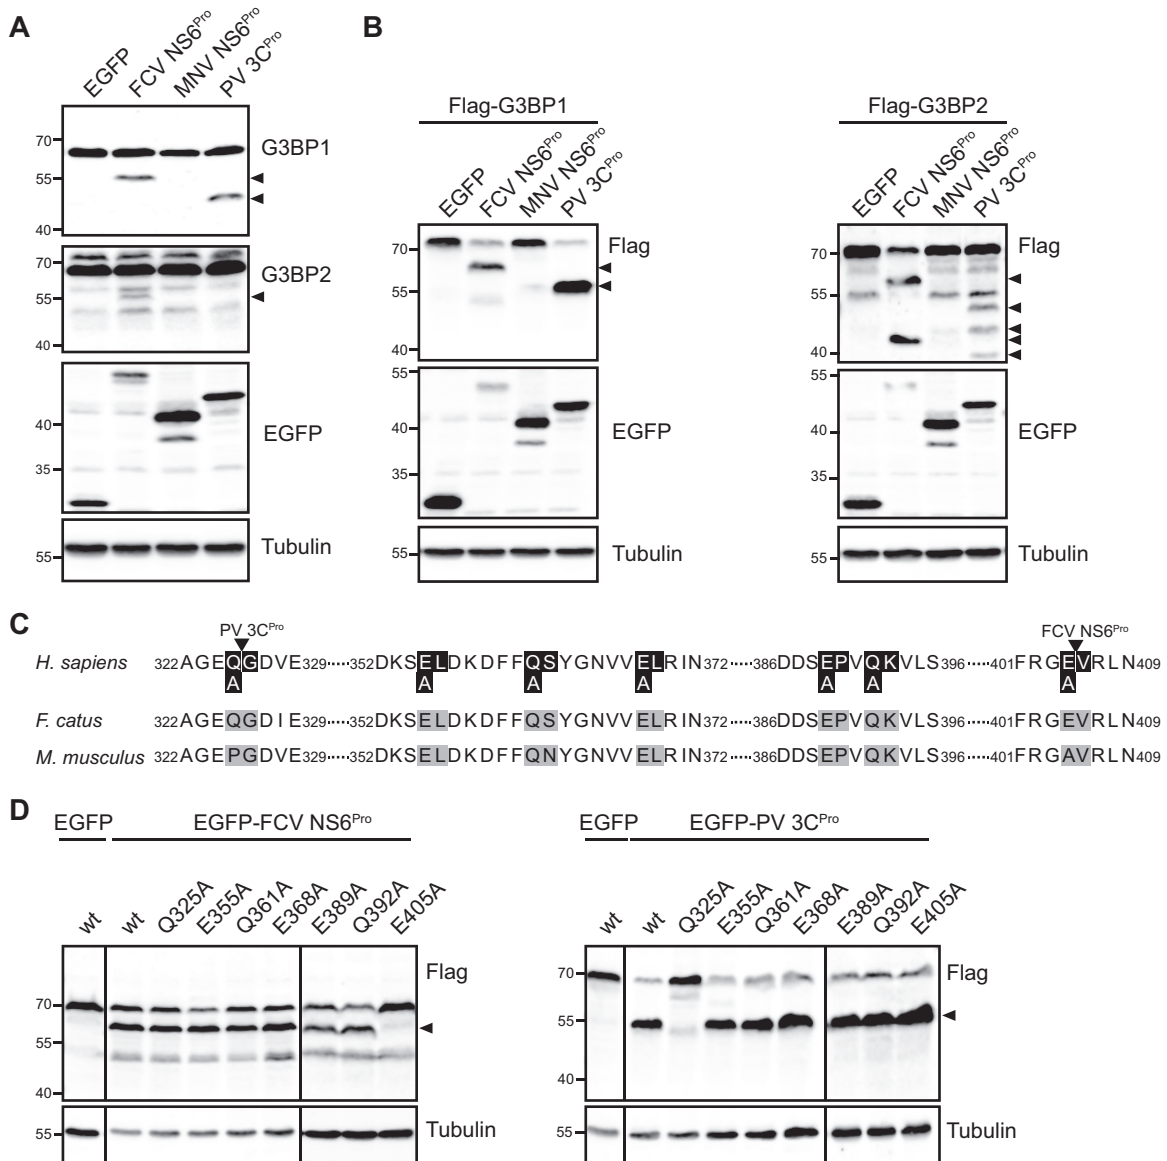 A
EGFP
FCV NS6Pro
MNV NS6Pro
PV 3CPro
70
55
40
G3BP1
70
55
40
G3BP2
40
35
EGFP
55
Tubulin
B
Flag-G3BP1
EGFP
FCV NS6Pro
MNV NS6Pro
PV 3CPro
70
55
40
Flag
55
40
35
EGFP
55
Tubulin
Flag-G3BP2
EGFP
FCV NS6Pro
MNV NS6Pro
PV 3CPro
70
55
40
Flag
55
40
35
EGFP
55
Tubulin
C
PV 3CPro
FCV NS6Pro
H. sapiens 322AGEQGDVE329·····352DKSELDKDFFQSYGNVVELRIN372·····386DDSEPVQKVLS396·····401FRGEVRLN409
A A A A A A A
F. catus 322AGEQGDIE329·····352DKSELDKDFFQSYGNVVELRIN372·····386DDSEPVQKVLS396·····401FRGEVRLN409
M. musculus 322AGEPGDVE329·····352DKSELDKDFFQNYGNVVELRIN372·····386DDSEPVQKVLS396·····401FRGAVRLN409
D
EGFP
EGFP-FCV NS6Pro
wt
wt
Q325A
E355A
Q361A
E368A
E389A
Q392A
E405A
70
55
40
Flag
55
Tubulin
EGFP
EGFP-PV 3CPro
wt
wt
Q325A
E355A
Q361A
E368A
E389A
Q392A
E405A
70
55
40
Flag
55
Tubulin